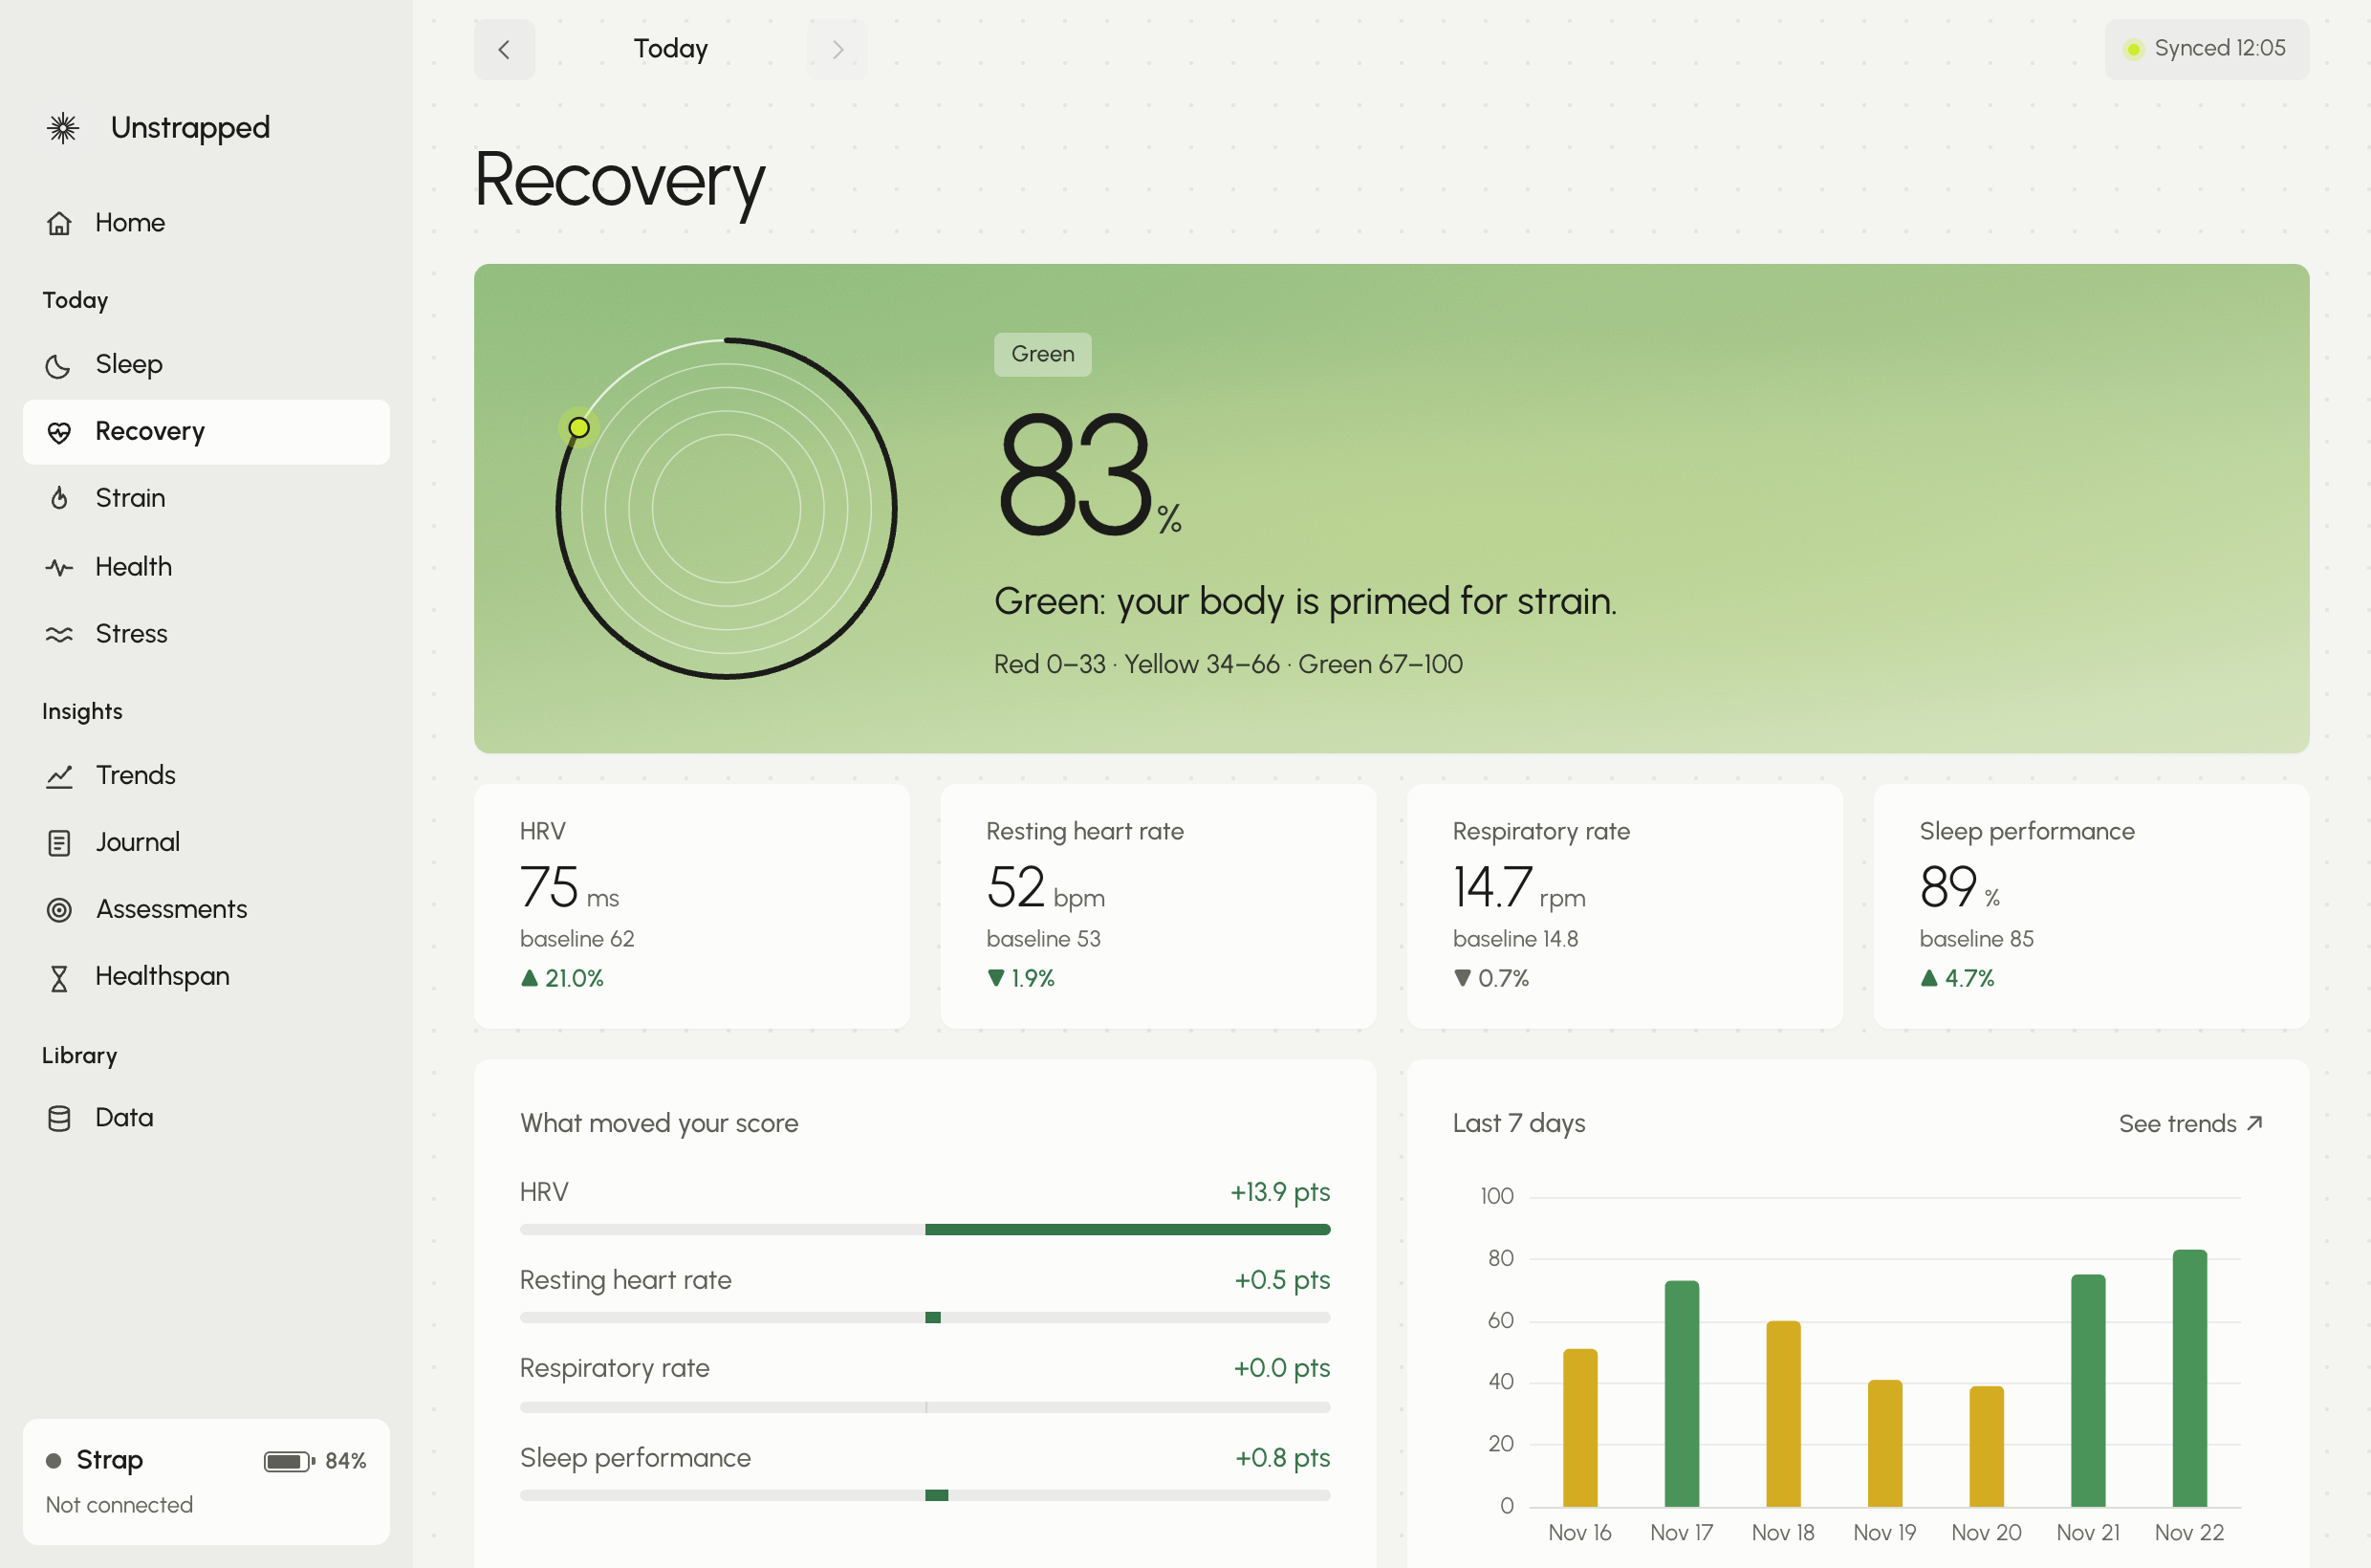 Unstrapped
Home
Today
Sleep
Recovery
Strain
Health
Stress
Insights
Trends
Journal
Assessments
Healthspan
Library
Data
Strap 84%
Not connected
Today
Synced 12:05
Recovery
Green
83%
Green: your body is primed for strain.
Red 0–33 · Yellow 34–66 · Green 67–100
HRV
75 ms
baseline 62
▲ 21.0%
Resting heart rate
52 bpm
baseline 53
▼ 1.9%
Respiratory rate
14.7 rpm
baseline 14.8
▼ 0.7%
Sleep performance
89 %
baseline 85
▲ 4.7%
What moved your score
HRV +13.9 pts
Resting heart rate +0.5 pts
Respiratory rate +0.0 pts
Sleep performance +0.8 pts
Last 7 days See trends ↗
100
80
60
40
20
0
Nov 16 Nov 17 Nov 18 Nov 19 Nov 20 Nov 21 Nov 22